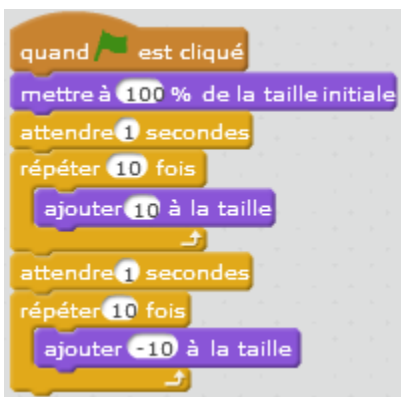 quand est cliqué
mettre à 100 % de la taille initiale
attendre 1 secondes
répéter 10 fois
ajouter 10 à la taille
attendre 1 secondes
répéter 10 fois
ajouter -10 à la taille